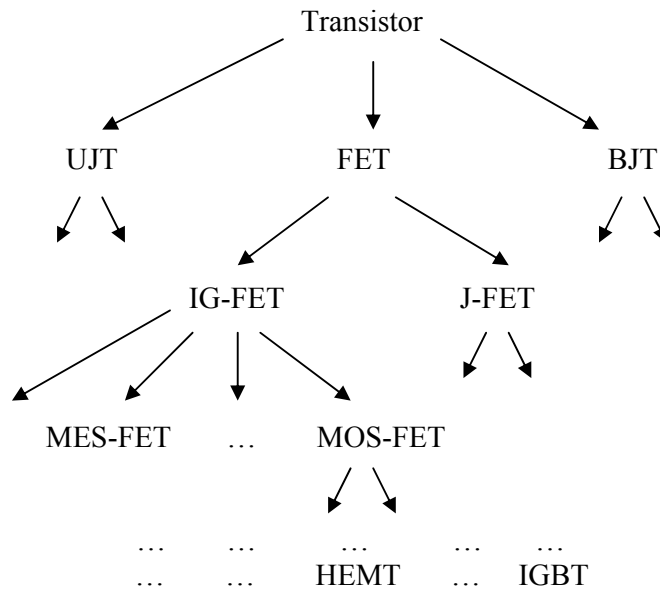 Transistor
UJT FET BJT
IG-FET J-FET
MES-FET … MOS-FET
… … … … …
… … HEMT … IGBT